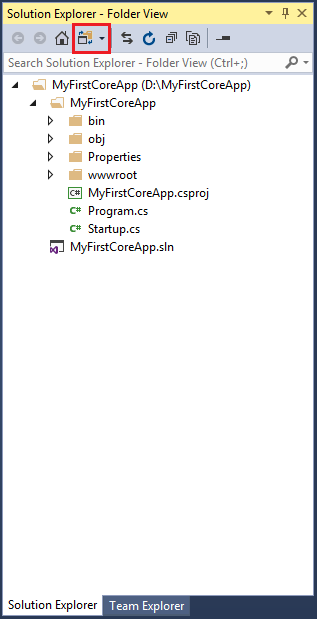 Solution Explorer - Folder View
Search Solution Explorer - Folder View (Ctrl+;)
MyFirstCoreApp (D:\MyFirstCoreApp)
MyFirstCoreApp
bin
obj
Properties
wwwroot
C# MyFirstCoreApp.csproj
C# Program.cs
C# Startup.cs
MyFirstCoreApp.sln
Solution Explorer Team Explorer